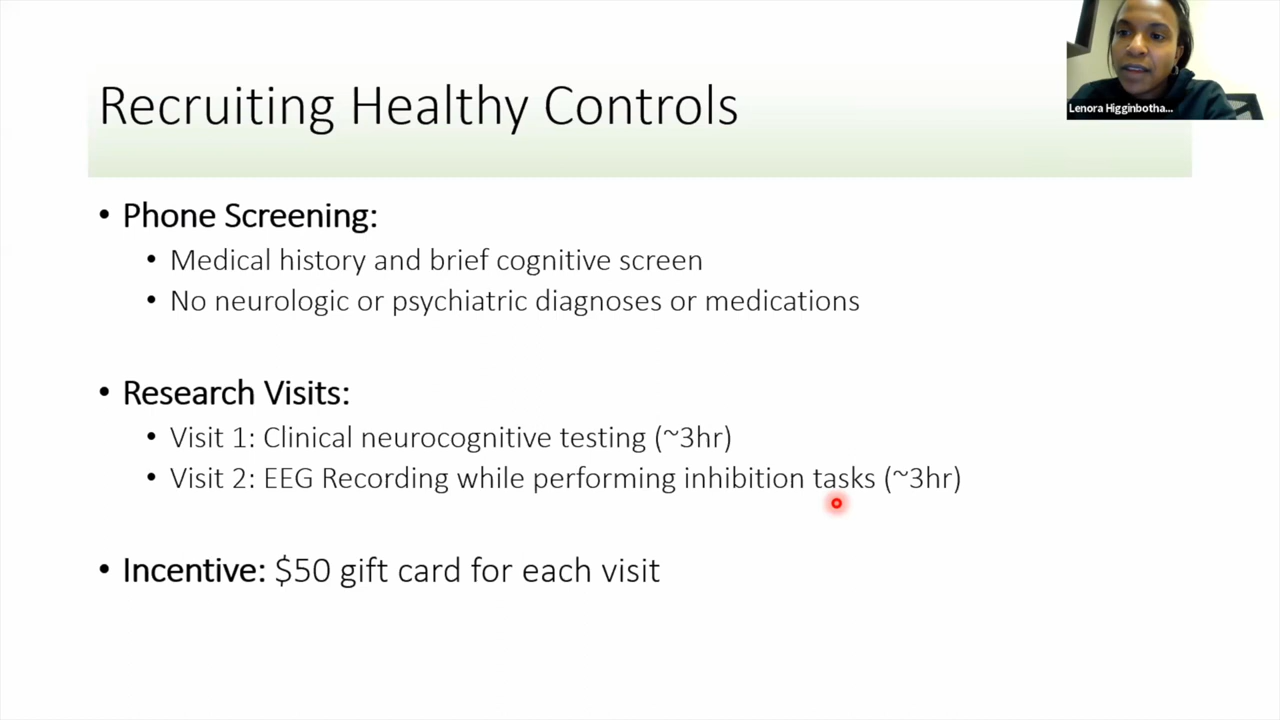 Recruiting Healthy Controls
Lenora Higginbotha...
• Phone Screening:
• Medical history and brief cognitive screen
• No neurologic or psychiatric diagnoses or medications
• Research Visits:
• Visit 1: Clinical neurocognitive testing (~3hr)
• Visit 2: EEG Recording while performing inhibition tasks (~3hr)
• Incentive: $50 gift card for each visit